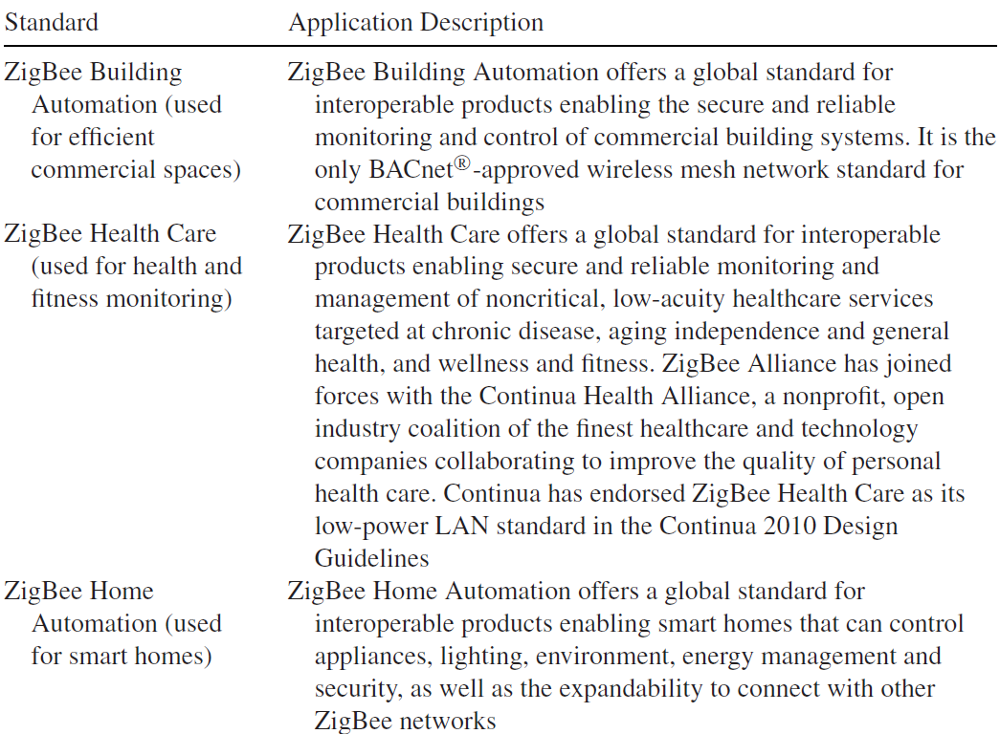 Standard Application Description
ZigBee Building Automation (used for efficient commercial spaces)
ZigBee Building Automation offers a global standard for
interoperable products enabling the secure and reliable
monitoring and control of commercial building systems. It is the
only BACnet®-approved wireless mesh network standard for
commercial buildings
ZigBee Health Care
(used for health and
fitness monitoring)
ZigBee Health Care offers a global standard for interoperable
products enabling secure and reliable monitoring and
management of noncritical, low-acuity healthcare services
targeted at chronic disease, aging independence and general
health, and wellness and fitness. ZigBee Alliance has joined
forces with the Continua Health Alliance, a nonprofit, open
industry coalition of the finest healthcare and technology
companies collaborating to improve the quality of personal
health care. Continua has endorsed ZigBee Health Care as its
low-power LAN standard in the Continua 2010 Design
Guidelines
ZigBee Home
Automation (used
for smart homes)
ZigBee Home Automation offers a global standard for
interoperable products enabling smart homes that can control
appliances, lighting, environment, energy management and
security, as well as the expandability to connect with other
ZigBee networks